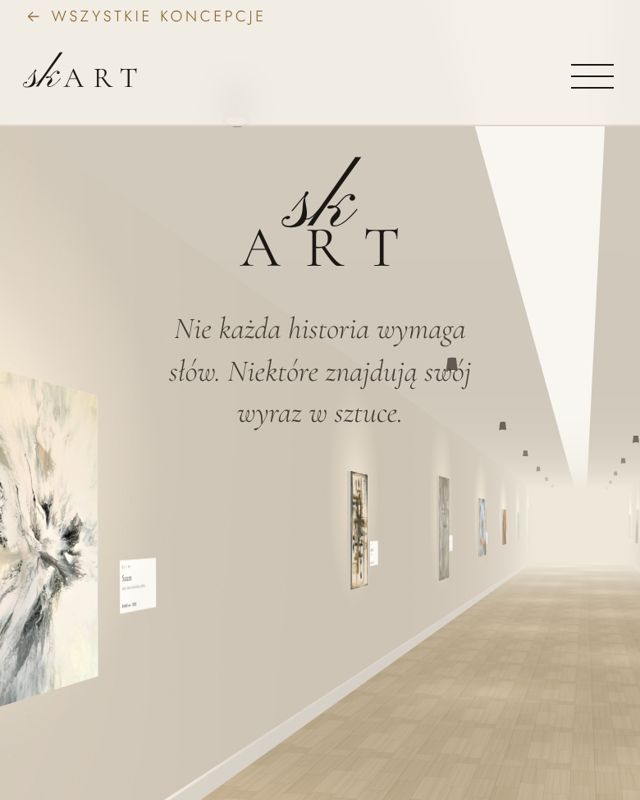 ← WSZYSTKIE KONCEPCJE
skART
sk
ART
Nie każda historia wymaga
słów. Niektóre znajdują swój
wyraz w sztuce.